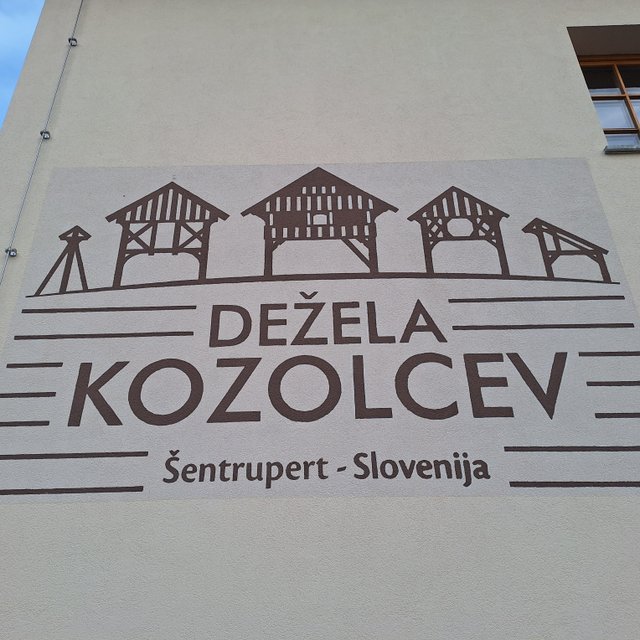 DEŽELA
KOZOLCEV
Šentrupert - Slovenija